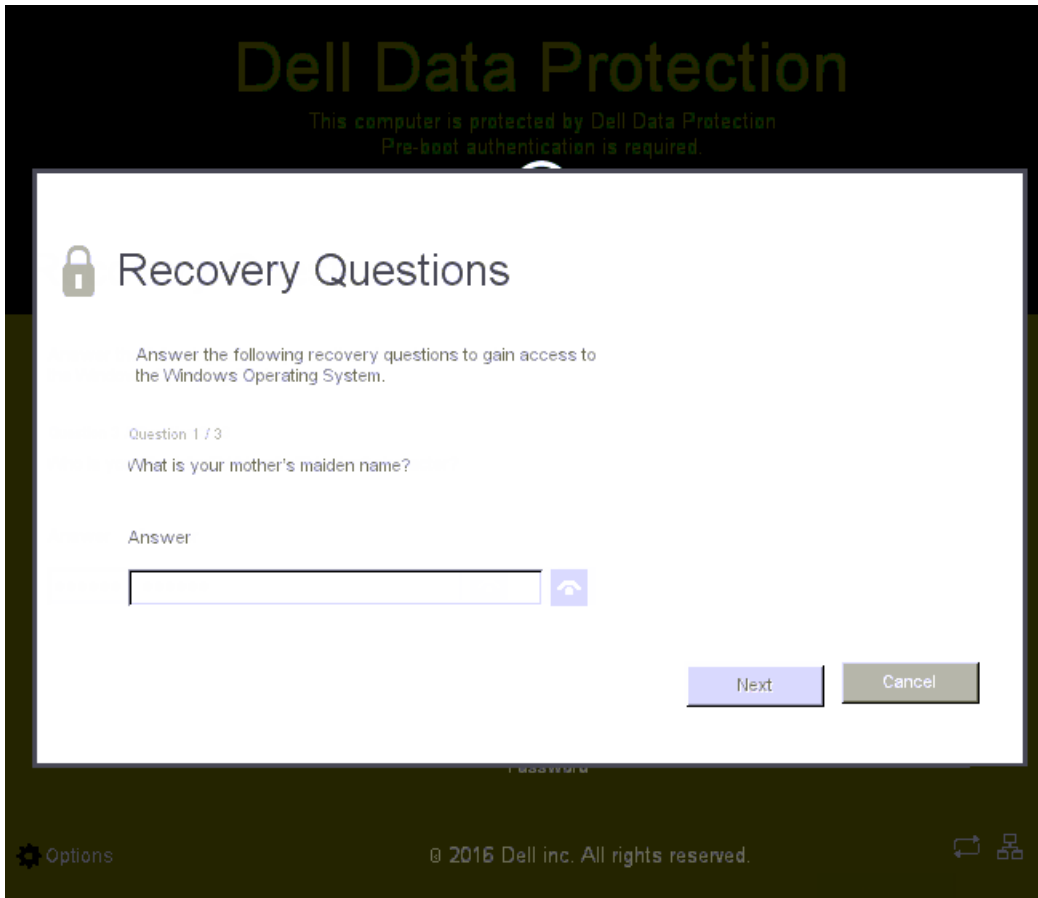 Dell Data Protection
This computer is protected by Dell Data Protection
Pre-boot authentication is required.
Recovery Questions
Answer the following recovery questions to gain access to
the Windows Operating System.
Question 1 / 3
What is your mother's maiden name?
Answer
Next
Cancel
Password
Options
© 2016 Dell inc. All rights reserved.